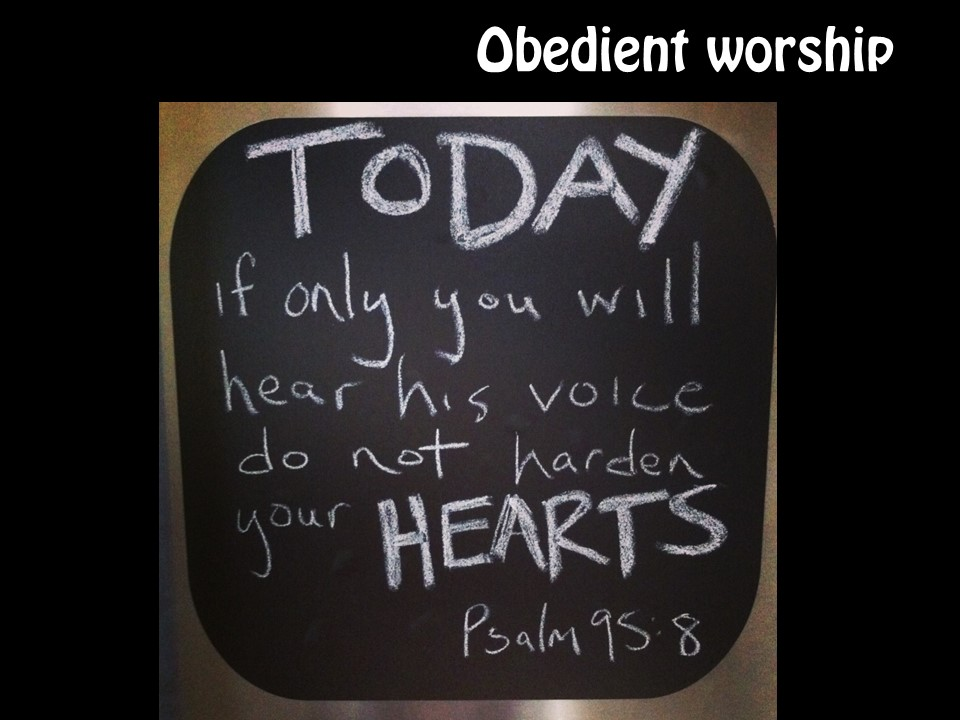 Obedient worship
TODAY
if only you will
hear his voice
do not harden
your HEARTS
Psalm 95:8